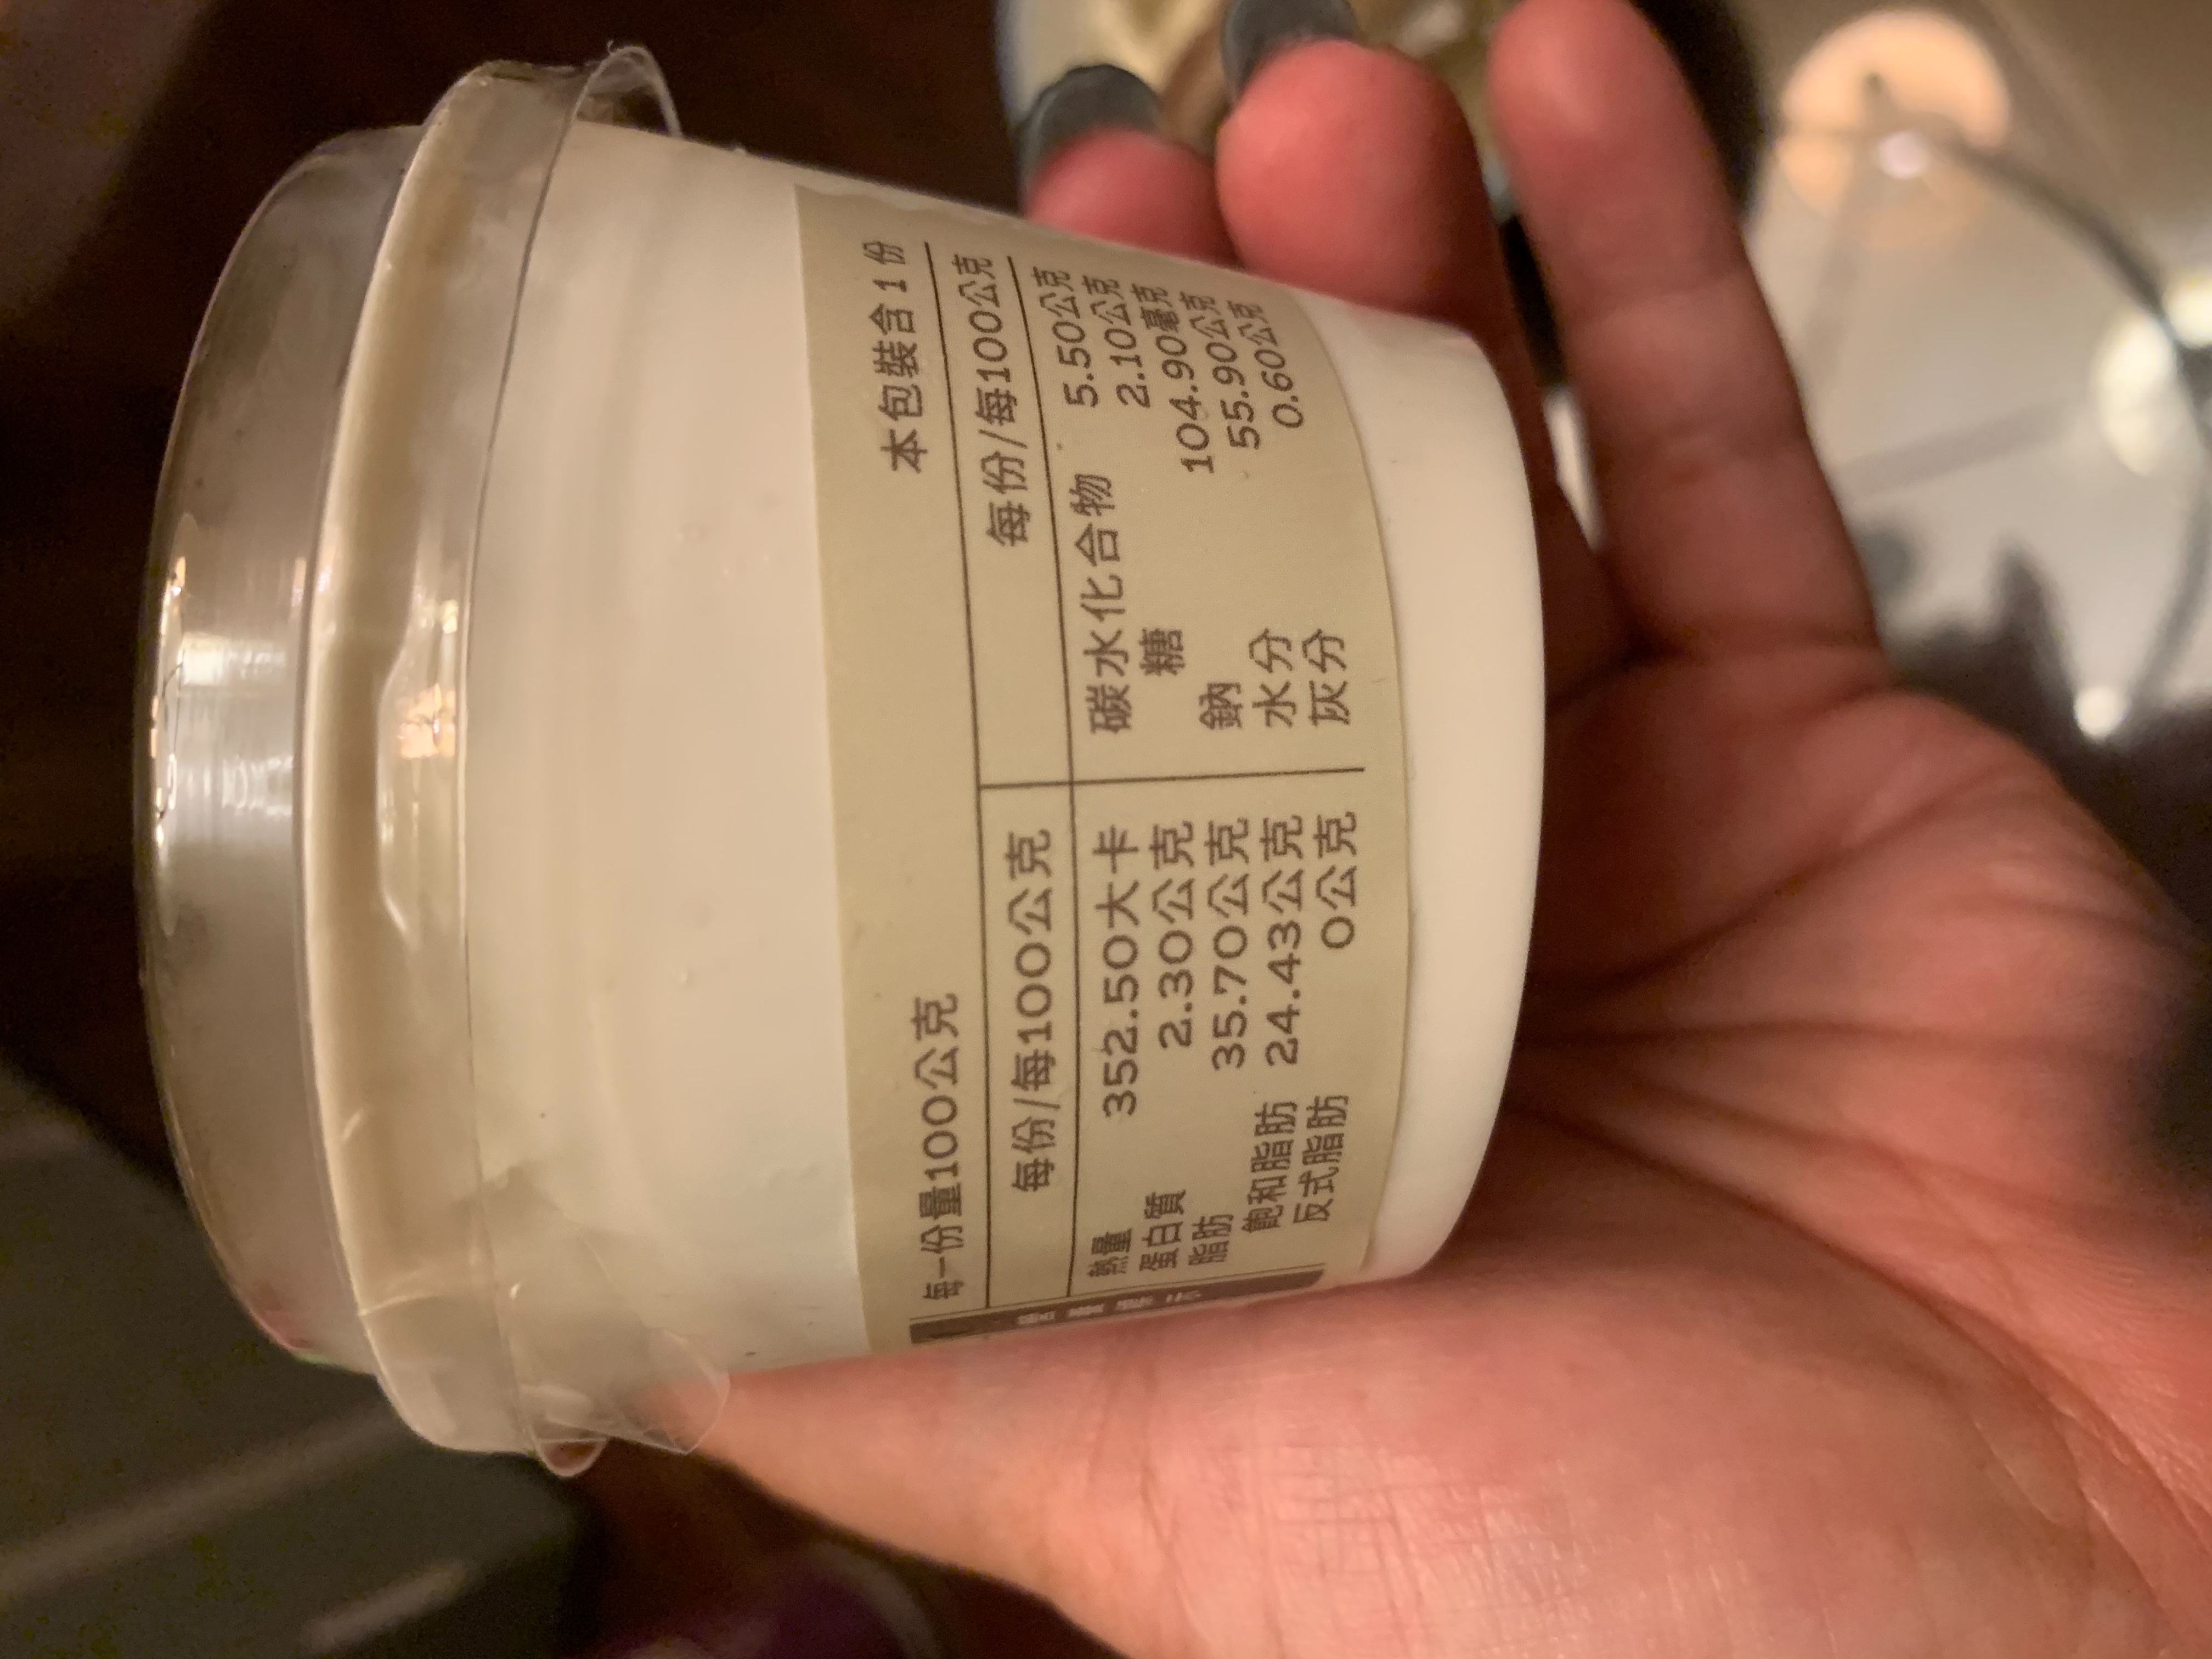 每一份量100公克 本包裝含1份
每份/每100公克 每份/每100公克
熱量 352.50大卡 碳水化合物 5.50公克
蛋白質 2.30公克 糖 2.10公克
脂肪 35.70公克 鈉 104.90毫克
飽和脂肪 24.43公克 水分 55.90公克
反式脂肪 0公克 灰分 0.60公克